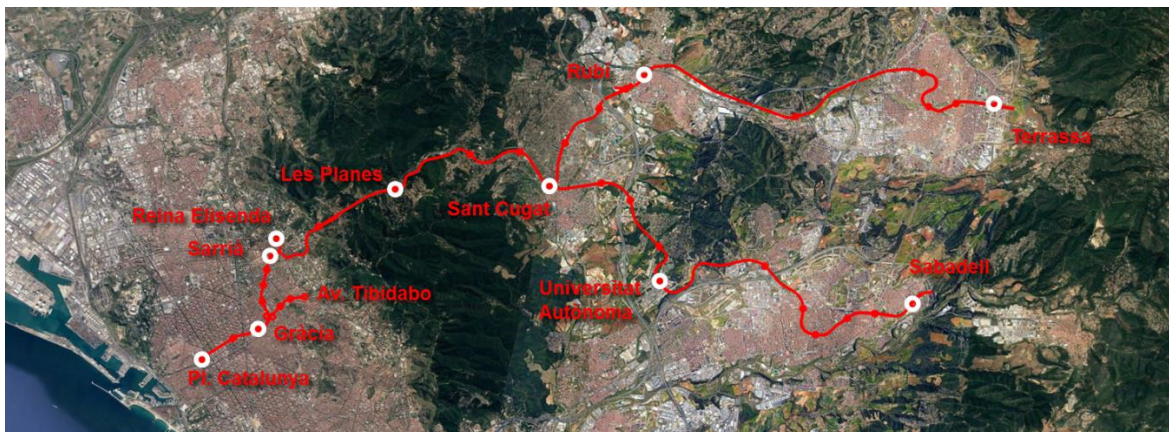 Rubí
Terrassa
Les Planes
Sant Cugat
Reina Elisenda
Sarrià
Av. Tibidabo
Gràcia
Pl. Catalunya
Universitat
Autònoma
Sabadell